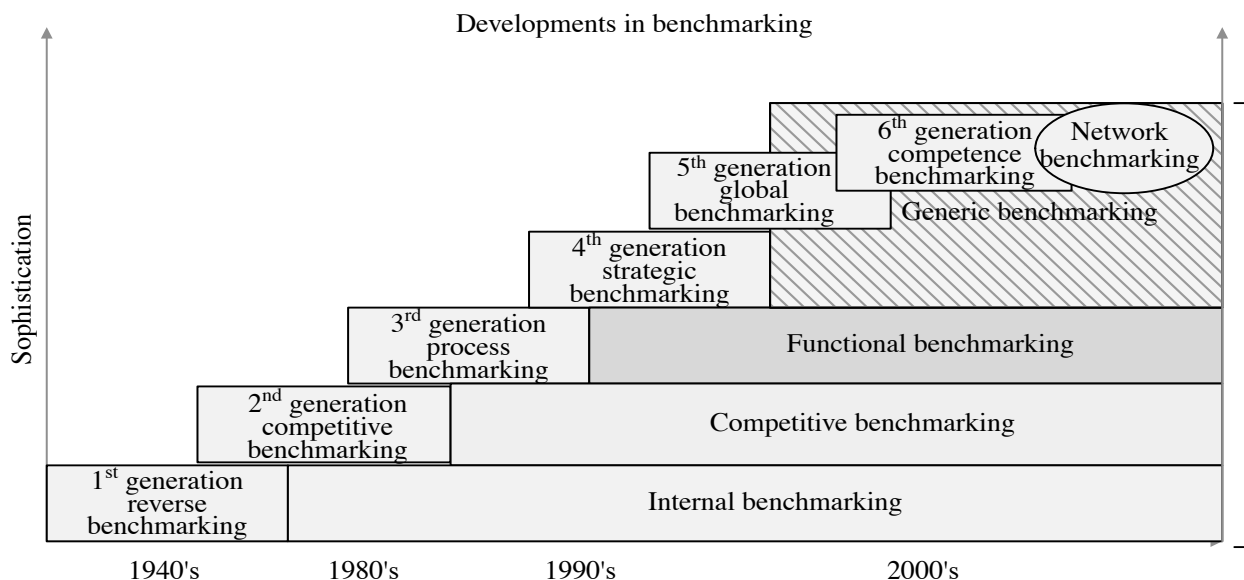 Developments in benchmarking
6th generation
competence
benchmarking
Network
benchmarking
5th generation
global
benchmarking
Generic benchmarking
4th generation
strategic
benchmarking
3rd generation
process
benchmarking
Functional benchmarking
2nd generation
competitive
benchmarking
Competitive benchmarking
1st generation
reverse
benchmarking
Internal benchmarking
Sophistication
1940's
1980's
1990's
2000's